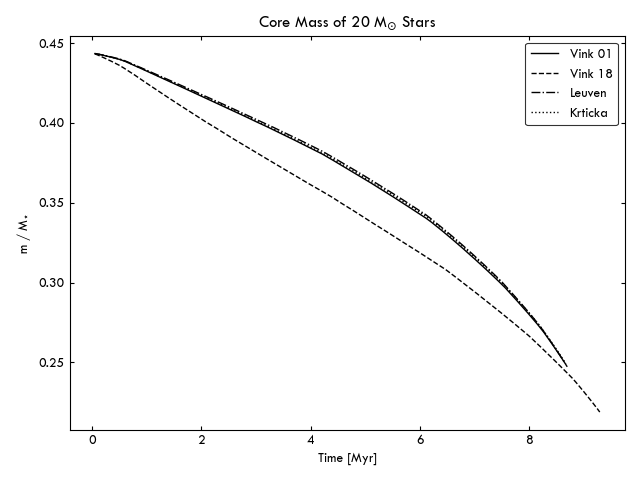 Core Mass of 20 M☉ Stars
0.45
0.40
0.35
0.30
0.25
m / M⋆
0
2
4
6
8
Time [Myr]
Vink 01
Vink 18
Leuven
Krticka